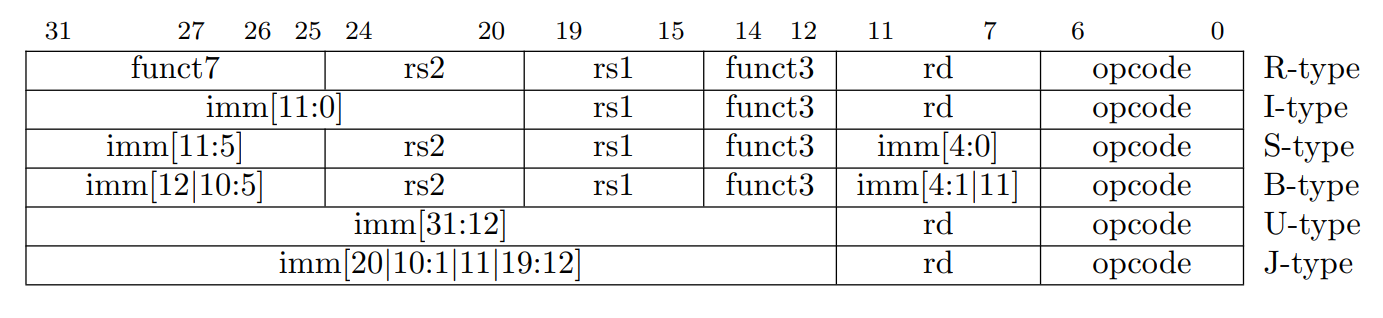 31 27 26 25 24 20 19 15 14 12 11 7 6 0
funct7 rs2 rs1 funct3 rd opcode R-type
imm[11:0] rs1 funct3 rd opcode I-type
imm[11:5] rs2 rs1 funct3 imm[4:0] opcode S-type
imm[12|10:5] rs2 rs1 funct3 imm[4:1|11] opcode B-type
imm[31:12] rd opcode U-type
imm[20|10:1|11|19:12] rd opcode J-type